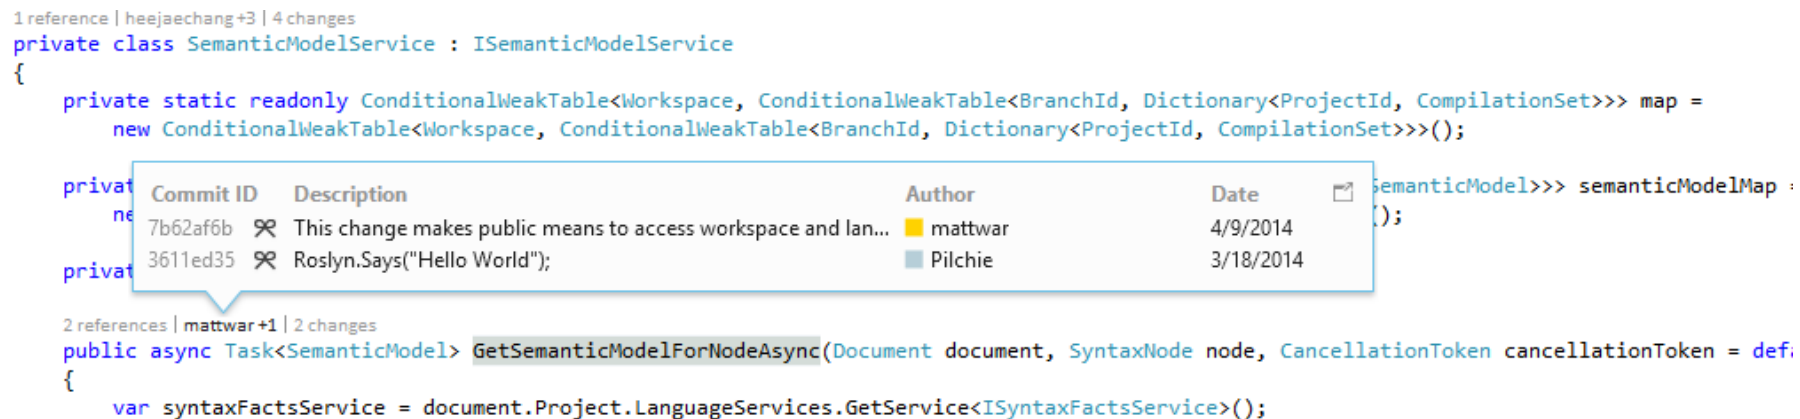 1 reference | heejaechang +3 | 4 changes
private class SemanticModelService : ISemanticModelService
{
private static readonly ConditionalWeakTable<Workspace, ConditionalWeakTable<BranchId, Dictionary<ProjectId, CompilationSet>>> map =
new ConditionalWeakTable<Workspace, ConditionalWeakTable<BranchId, Dictionary<ProjectId, CompilationSet>>>();
privat SemanticModel>>> semanticModelMap =
ne ();
privat
Commit ID Description Author Date
7b62af6b This change makes public means to access workspace and lan... mattwar 4/9/2014
3611ed35 Roslyn.Says("Hello World"); Pilchie 3/18/2014
2 references | mattwar +1 | 2 changes
public async Task<SemanticModel> GetSemanticModelForNodeAsync(Document document, SyntaxNode node, CancellationToken cancellationToken = defa
{
var syntaxFactsService = document.Project.LanguageServices.GetService<ISyntaxFactsService>();